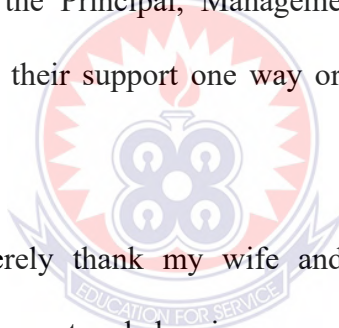 the Principal, Manageme
their support one way or
erely thank my wife and
EDUCATION FOR SERVICE